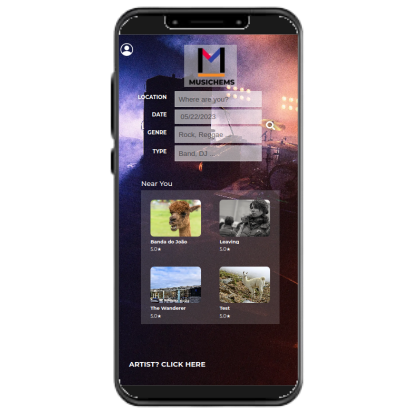 MUSICHEMS
LOCATION Where are you?
DATE 05/22/2023
GENRE Rock, Reggae
TYPE Band, DJ ...
Near You
Banda do João Leaving
5.0★ 5.0★
The Wanderer Test
5.0★ 5.0★
ARTIST? CLICK HERE